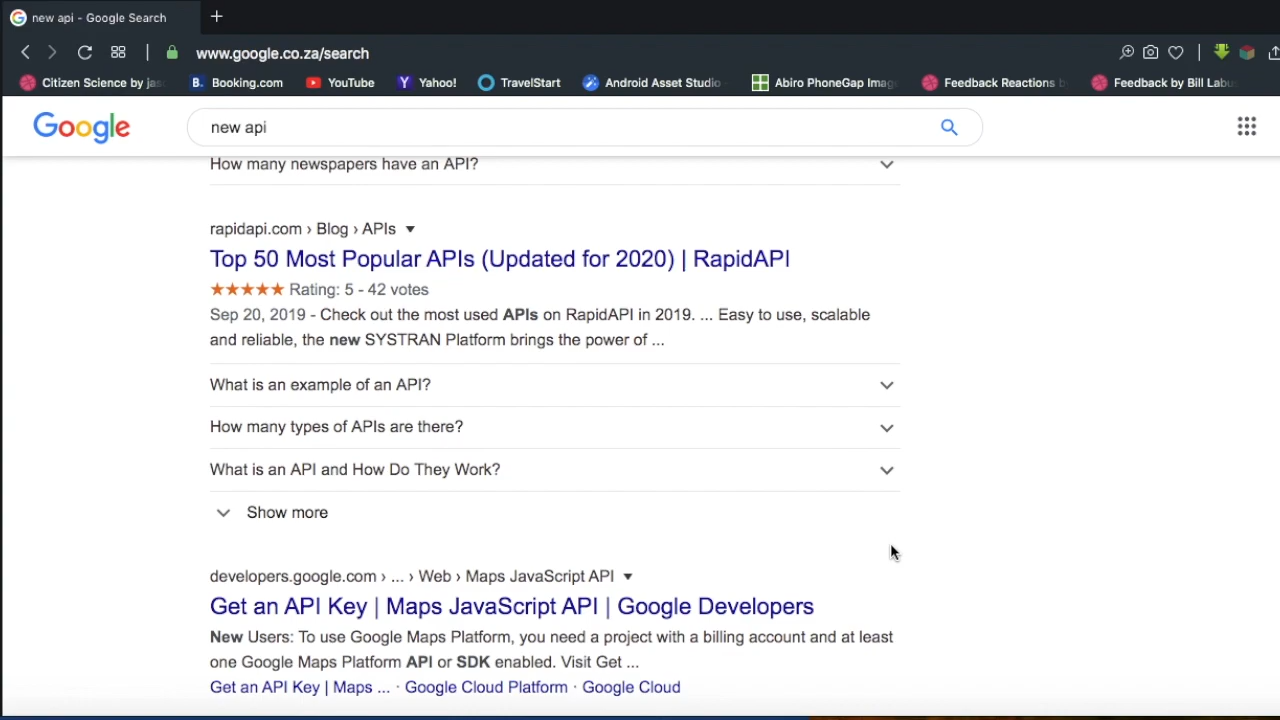 new api - Google Search
www.google.co.za/search
Citizen Science by jas
B. Booking.com
YouTube
Y Yahoo!
TravelStart
Android Asset Studio
Abiro PhoneGap Imag
Feedback Reactions b
Feedback by Bill Labu
Google
new api
How many newspapers have an API?
rapidapi.com › Blog › APIs
Top 50 Most Popular APIs (Updated for 2020) | RapidAPI
Rating: 5 - 42 votes
Sep 20, 2019 - Check out the most used APIs on RapidAPI in 2019. ... Easy to use, scalable
and reliable, the new SYSTRAN Platform brings the power of ...
What is an example of an API?
How many types of APIs are there?
What is an API and How Do They Work?
Show more
developers.google.com › ... › Web › Maps JavaScript API
Get an API Key | Maps JavaScript API | Google Developers
New Users: To use Google Maps Platform, you need a project with a billing account and at least
one Google Maps Platform API or SDK enabled. Visit Get ...
Get an API Key | Maps ... · Google Cloud Platform · Google Cloud